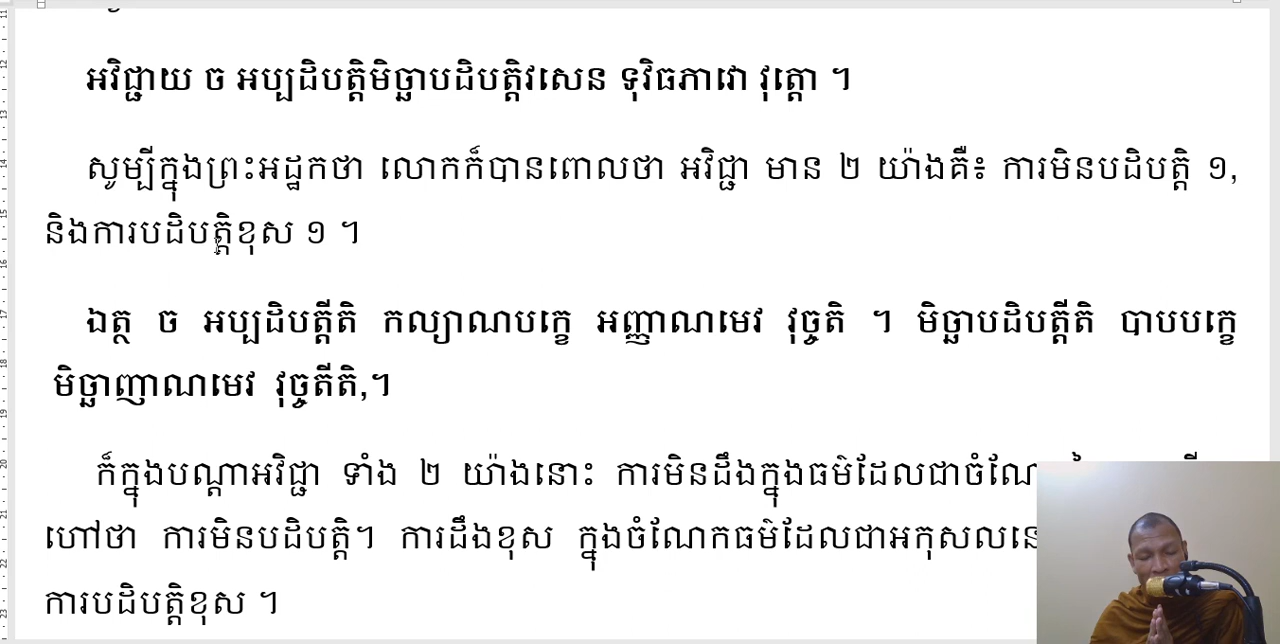 អវិជ្ជាយ ច អប្បដិបត្តិមិច្ឆាបដិបត្តិវសេន ទុវិធភាវោ វុត្តោ ។
សូម្បីក្នុងព្រះអដ្ឋកថា លោកក៏បានពោលថា អវិជ្ជា មាន ២ យ៉ាងគឺ៖ ការមិនបដិបត្តិ ១,
និងការបដិបត្តិខុស ១ ។
ឯត្ថ ច អប្បដិបត្តីតិ កល្យាណបក្ខេ អញ្ញាណមេវ វុច្ចតិ ។ មិច្ឆាបដិបត្តីតិ បាបបក្ខេ
មិច្ឆាញាណមេវ វុច្ចតីតិ,។
ក៏ក្នុងបណ្តាអវិជ្ជា ទាំង ២ យ៉ាងនោះ ការមិនដឹងក្នុងធម៌ដែលជា
ហៅថា ការមិនបដិបត្តិ។ ការដឹងខុស ក្នុងចំណែកធម៌ដែលជាអកុសល
ការបដិបត្តិខុស ។